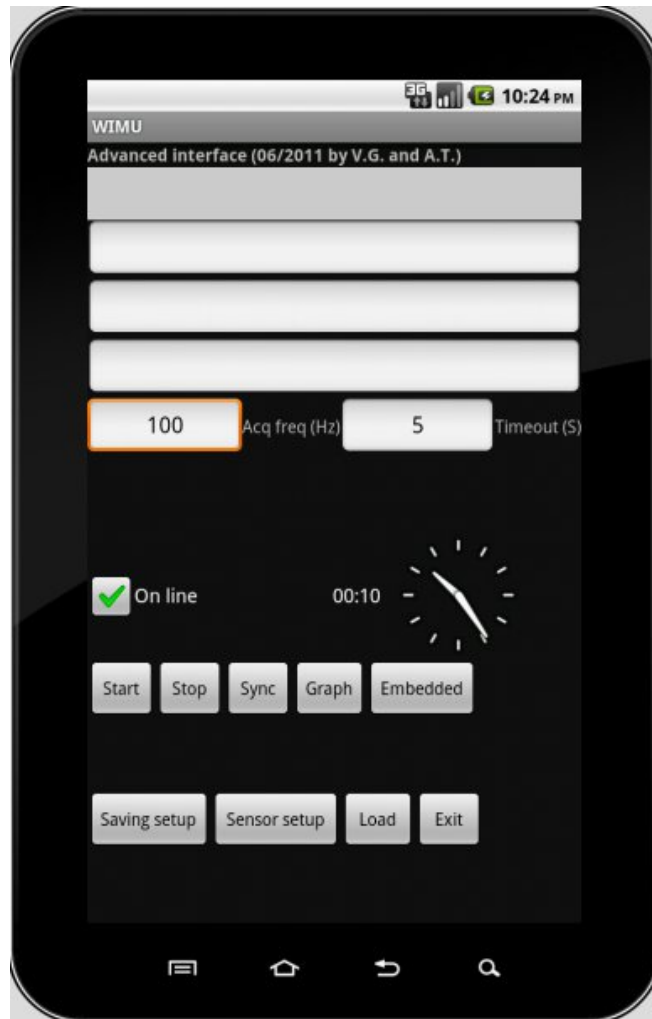 3G 10:24 PM
WIMU
Advanced interface (06/2011 by V.G. and A.T.)
100 Acq freq (Hz) 5 Timeout (S)
On line 00:10
Start Stop Sync Graph Embedded
Saving setup Sensor setup Load Exit